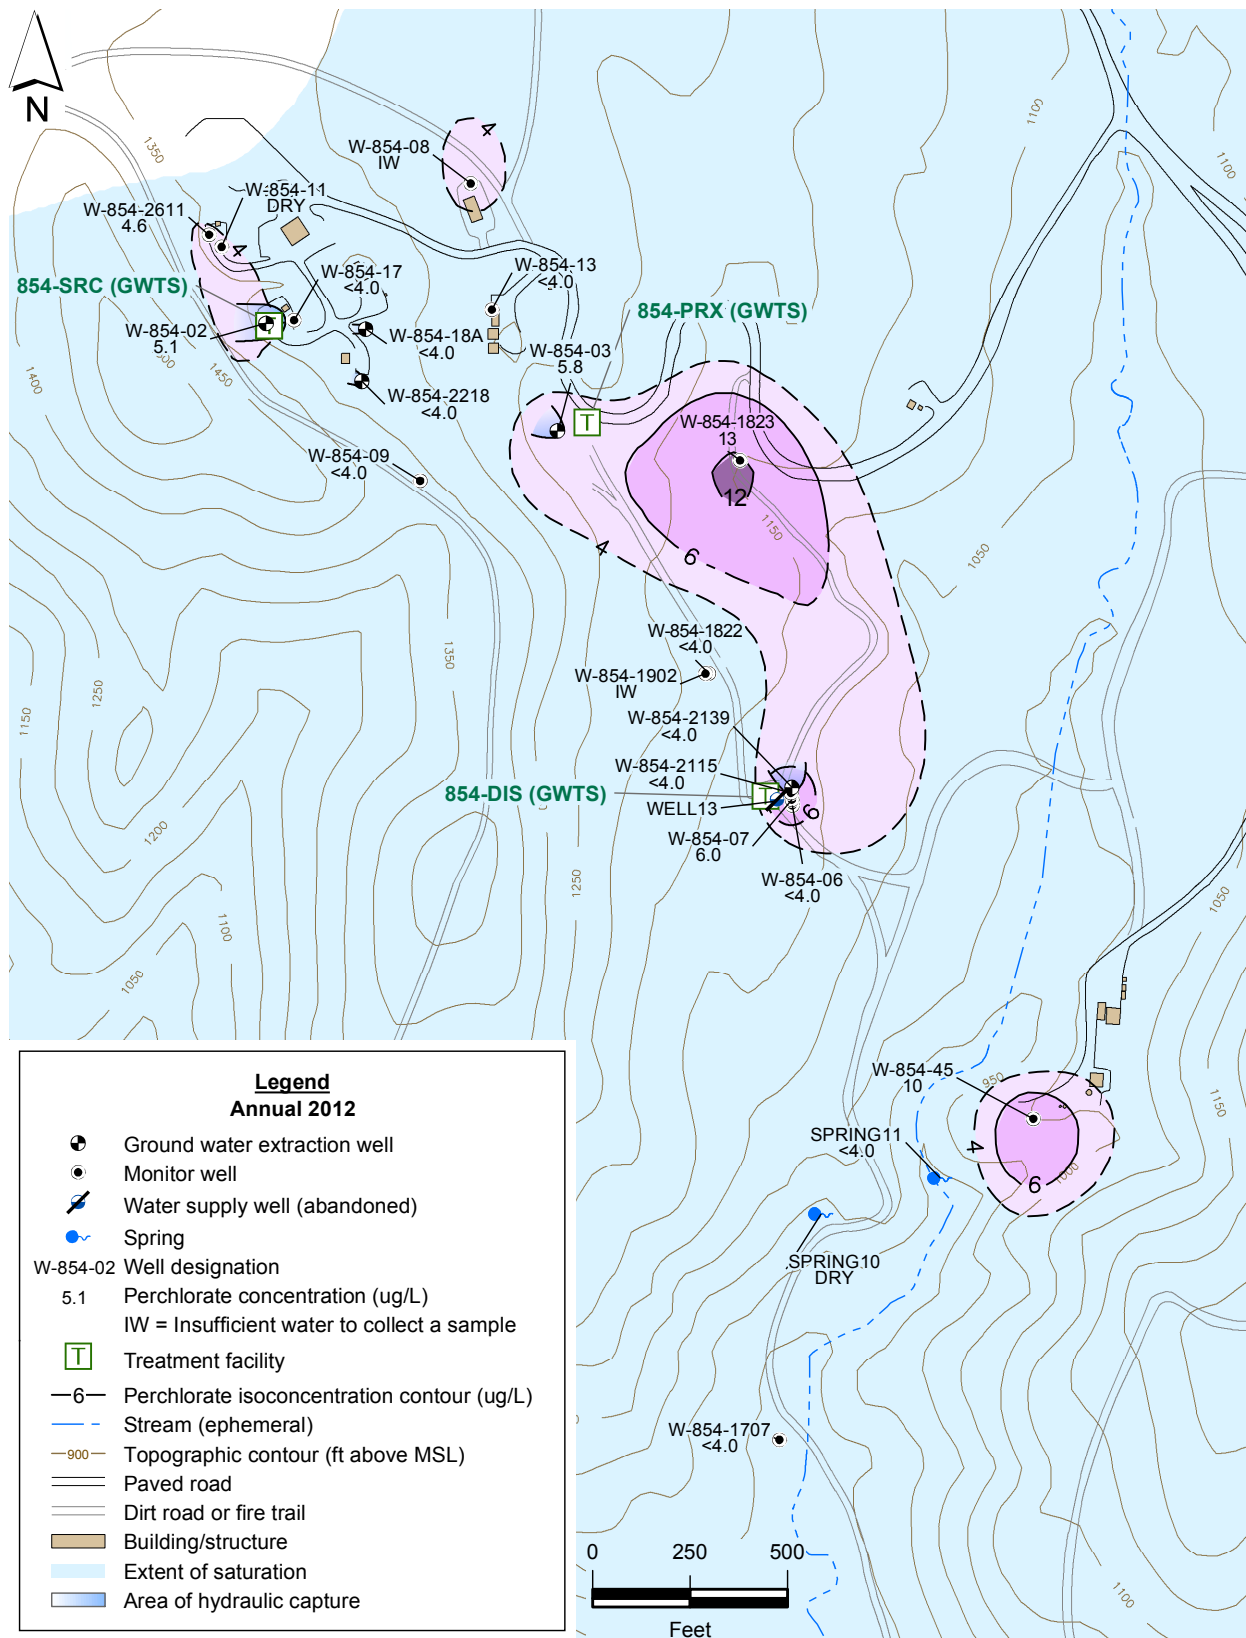 N
1350
4
1100
1100
W-854-08
IW
W-854-11
DRY
W-854-2611
4.6
4
W-854-17
<4.0
W-854-13
<4.0
854-SRC (GWTS)
854-PRX (GWTS)
W-854-02
5.1
T
W-854-18A
<4.0
W-854-03
5.8
1400
1450
W-854-2218
<4.0
T
W-854-1823
13
W-854-09
<4.0
12
1150
4
6
1050
W-854-1822
<4.0
1350
W-854-1902
IW
1250
1150
W-854-2139
<4.0
W-854-2115
<4.0
854-DIS (GWTS)
T
WELL13
6
W-854-07
6.0
1200
W-854-06
<4.0
1250
1050
1100
1050
W-854-45
10
950
1150
SPRING11
<4.0
4
1000
6
SPRING10
DRY
W-854-1707
<4.0
1100
0 250 500
Feet
Legend
Annual 2012
Ground water extraction well
Monitor well
Water supply well (abandoned)
Spring
W-854-02 Well designation
5.1 Perchlorate concentration (ug/L)
IW = Insufficient water to collect a sample
T Treatment facility
6 Perchlorate isoconcentration contour (ug/L)
Stream (ephemeral)
900 Topographic contour (ft above MSL)
Paved road
Dirt road or fire trail
Building/structure
Extent of saturation
Area of hydraulic capture